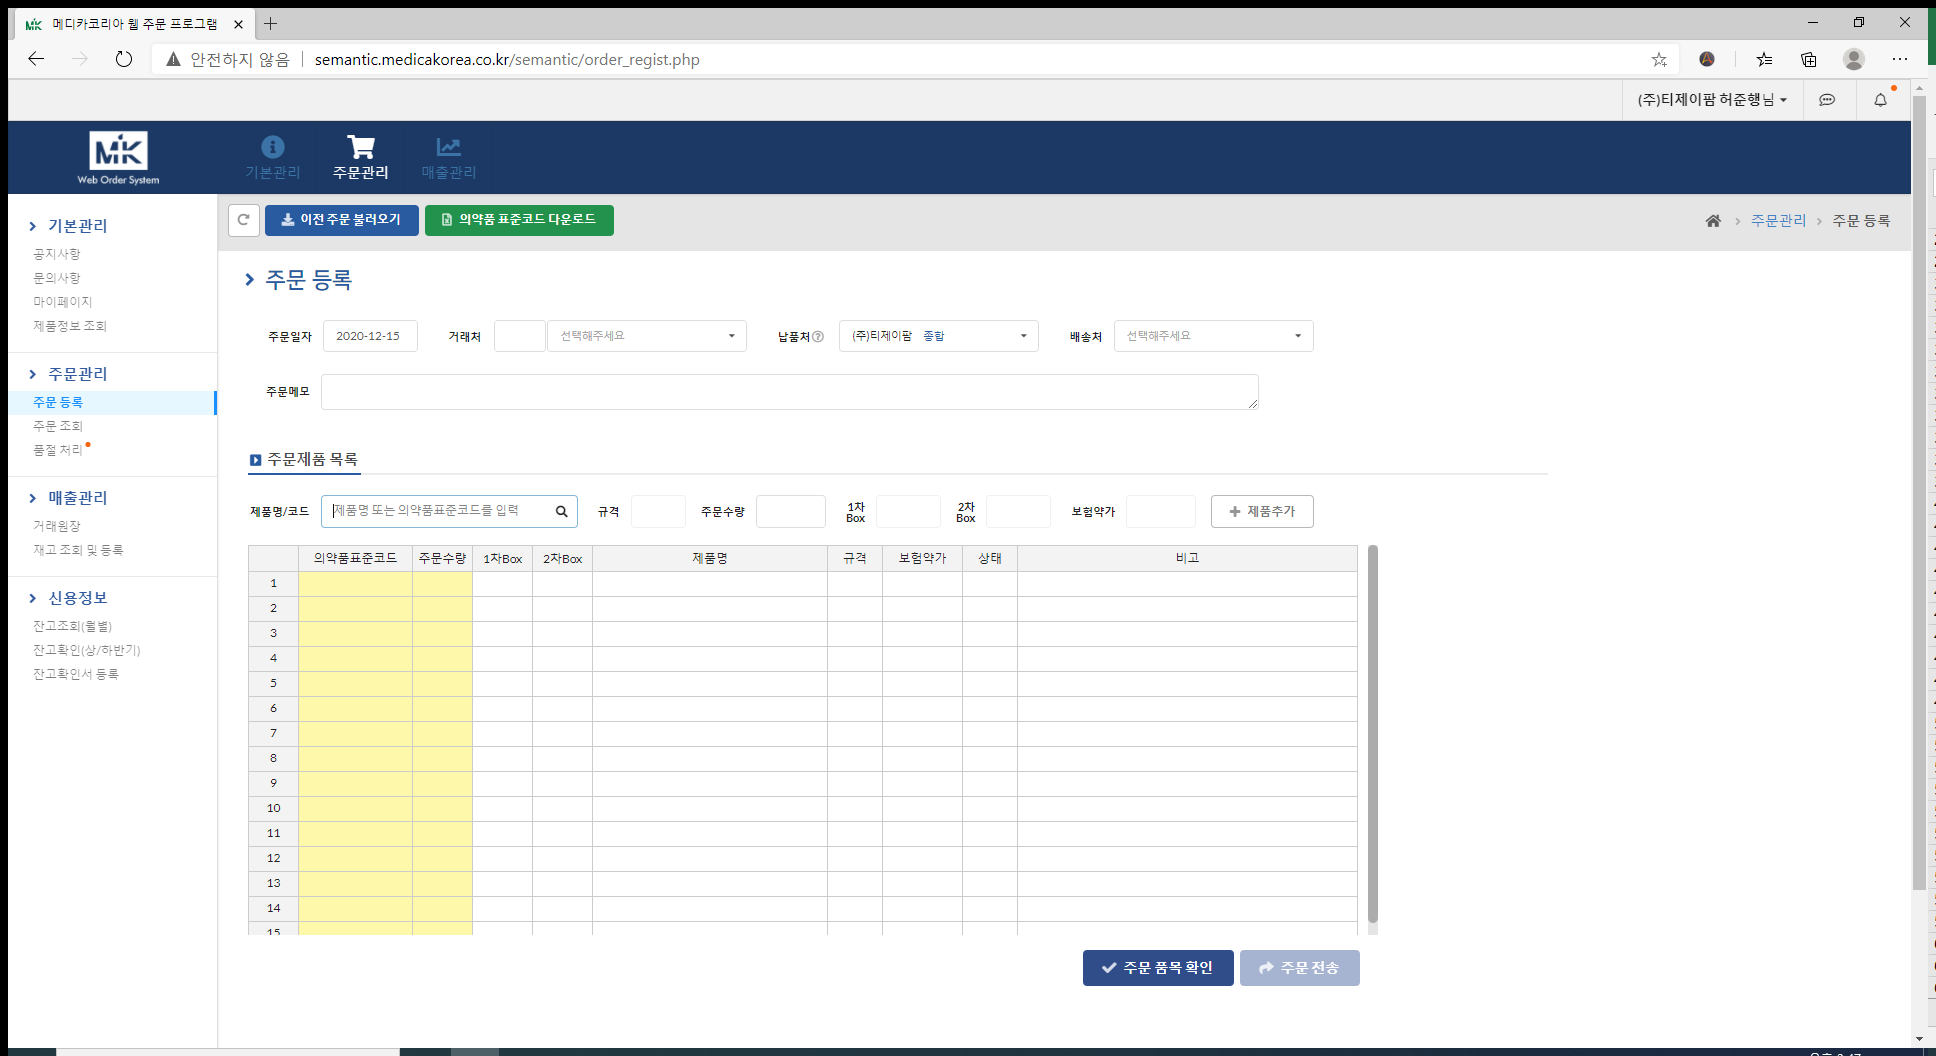 메디카코리아 웹 주문 프로그램
안전하지 않음
semantic.medicakorea.co.kr/semantic/order_regist.php
(주)티제이팜 허준행님
MK
Web Order System
기본관리
주문관리
매출관리
기본관리
공지사항
문의사항
마이페이지
제품정보 조회
주문관리
주문 등록
주문 조회
품절 처리
매출관리
거래원장
재고 조회 및 등록
신용정보
잔고조회(월별)
잔고확인(상/하반기)
잔고확인서 등록
이전 주문 불러오기
의약품 표준코드 다운로드
주문관리
주문 등록
주문 등록
주문일자 2020-12-15 거래처 선택해주세요 납품처 (주)티제이팜 종합 배송처 선택해주세요
주문메모
주문제품 목록
제품명/코드 제품명 또는 의약품표준코드를 입력 규격 주문수량 1차 Box 2차 Box 보험약가 제품추가
의약품표준코드 주문수량 1차Box 2차Box 제품명 규격 보험약가 상태 비고
1
2
3
4
5
6
7
8
9
10
11
12
13
14
15
주문 품목 확인
주문 전송